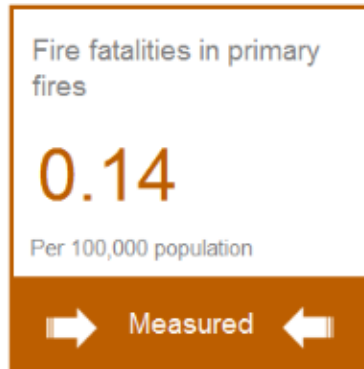 Fire fatalities in primary
fires
0.14
Per 100,000 population
Measured